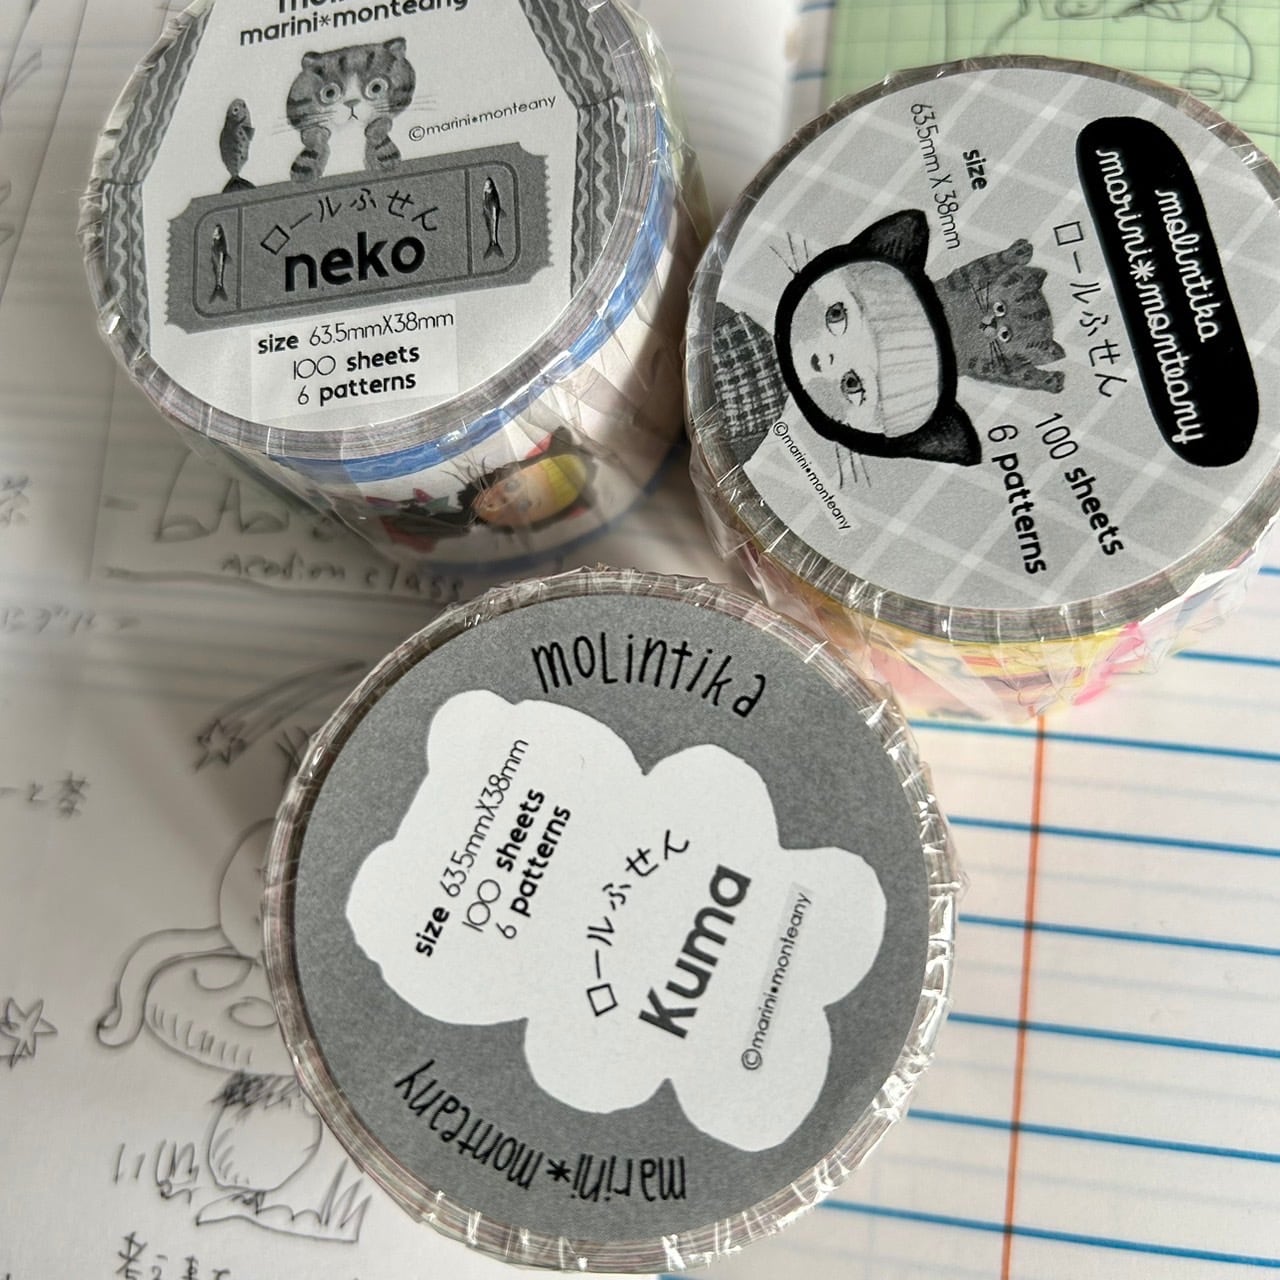 marini*monteany
©marini*monteany
ロールふせん
neko
size 63.5mmX38mm
100 sheets
6 patterns
molintika
marini*monteany
ロールふせん
size
63.5mm X 38mm
100 sheets
6 patterns
©marini*monteany
molintika
size 63.5mmX38mm
100 sheets
6 patterns
ロールふせん
Kuma
©marini*monteany
marini*monteany
class